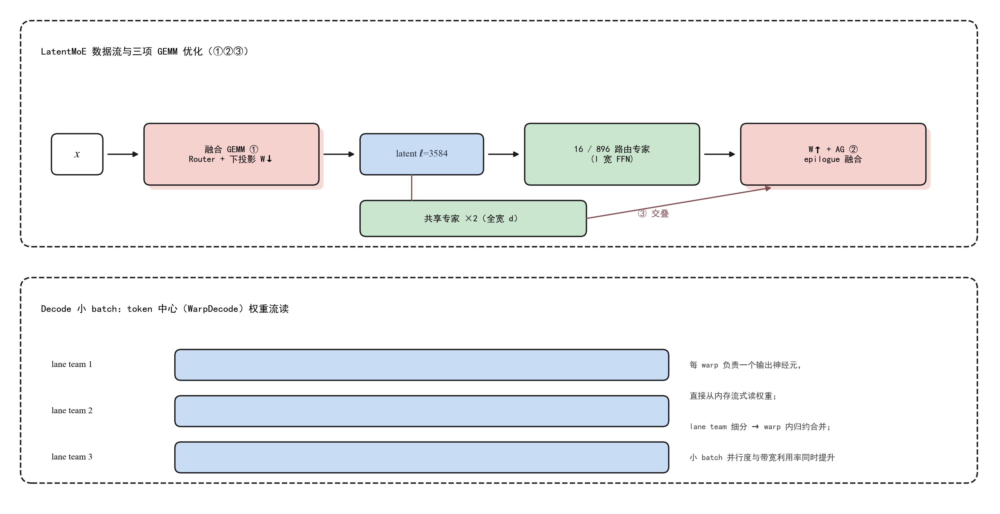 LatentMoE 数据流与三项 GEMM 优化（①②③）
x
融合 GEMM ①
Router + 下投影 W↓
latent ℓ=3584
16 / 896 路由专家
(l 宽 FFN)
W↑ + AG ②
epilogue 融合
共享专家 ×2（全宽 d）
③ 交叠
Decode 小 batch：token 中心（WarpDecode）权重流读
lane team 1
每 warp 负责一个输出神经元，
直接从内存流式读权重；
lane team 2
lane team 细分 → warp 内归约合并；
lane team 3
小 batch 并行度与带宽利用率同时提升